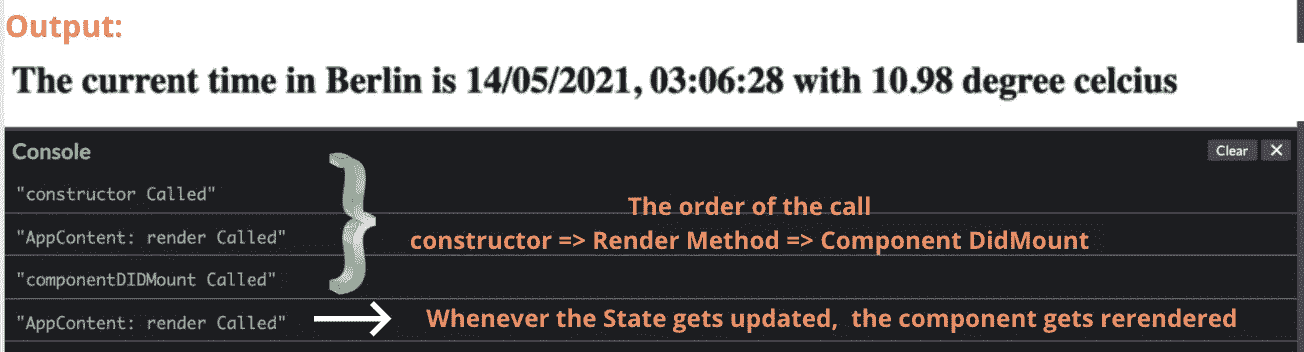 Output:
The current time in Berlin is 14/05/2021, 03:06:28 with 10.98 degree celcius
Console
Clear ✕
"constructor Called"
The order of the call
"AppContent: render Called"
constructor => Render Method => Component DidMount
"componentDIDMount Called"
"AppContent: render Called"
Whenever the State gets updated, the component gets rerendered